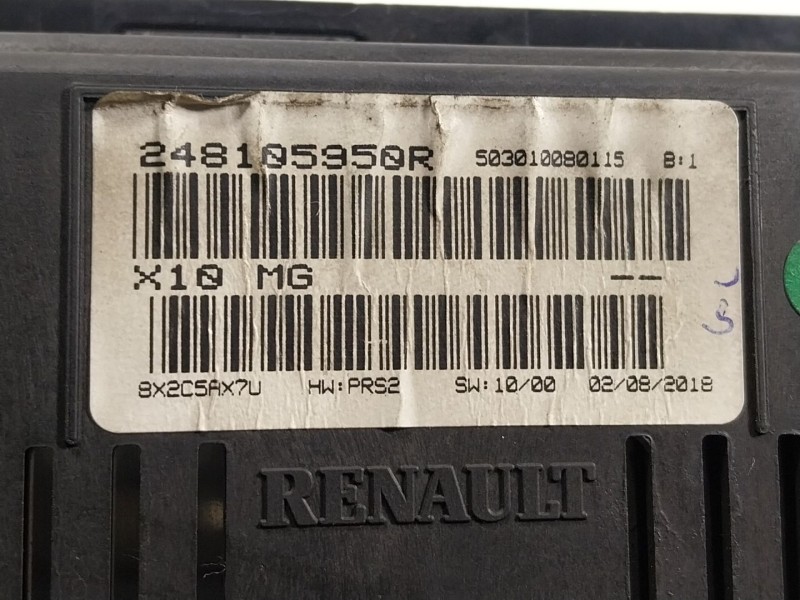 248105950R 503010080115 B:1
X10 MG --
8X2C5AX7U HW:PRS2 SW:10/00 02/08/2018
RENAULT